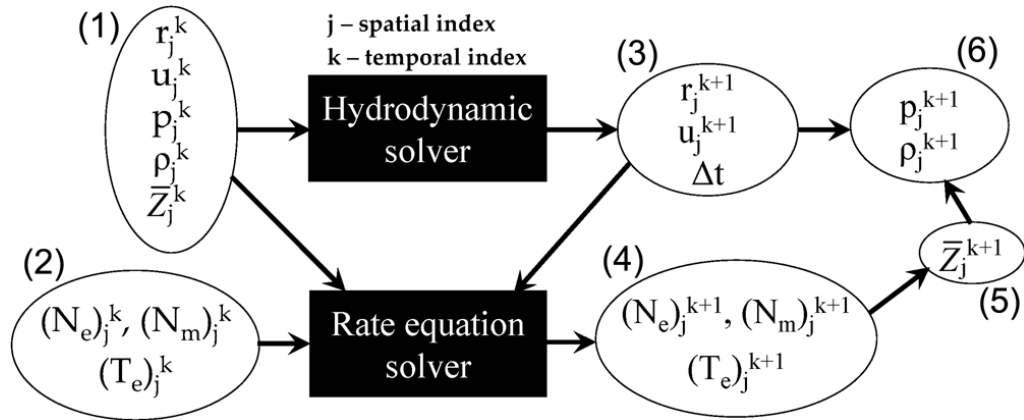 (1)
r_j^k
u_j^k
p_j^k
ρ_j^k
Z̅_j^k
j – spatial index
k – temporal index
Hydrodynamic
solver
(3)
r_j^{k+1}
u_j^{k+1}
Δt
(6)
p_j^{k+1}
ρ_j^{k+1}
(2)
(N_e)_j^k, (N_m)_j^k
(T_e)_j^k
Rate equation
solver
(4)
(N_e)_j^{k+1}, (N_m)_j^{k+1}
(T_e)_j^{k+1}
Z̅_j^{k+1}
(5)